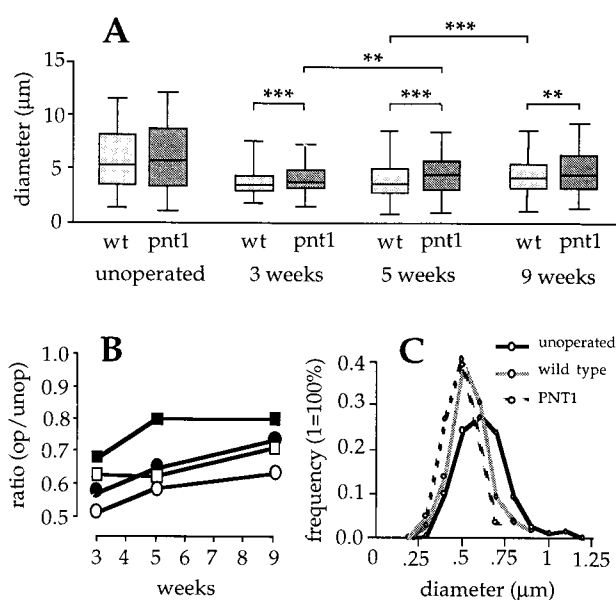 A
***
**
***
***
**
diameter (µm)
15
10
5
0
wt pnt1 wt pnt1 wt pnt1 wt pnt1
unoperated 3 weeks 5 weeks 9 weeks
B
ratio (op/unop)
1.0
0.9
0.8
0.7
0.6
0.5
3 4 5 6 7 8 9
weeks
C
unoperated
wild type
PNT1
frequency (1=100%)
0.4
0.3
0.2
0.1
0.0
0 .25 .5 .75 1 1.25
diameter (µm)